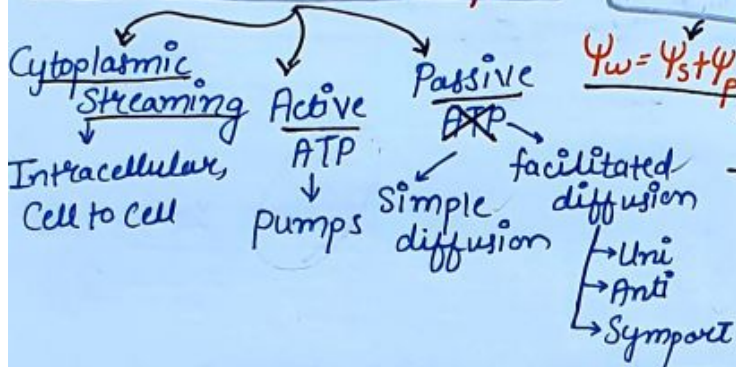 Cytoplasmic
Streaming
Intracellular,
Cell to cell
Active
ATP
Pumps
Passive
ATP
Simple
diffusion
facilitated
diffusion
Uni
Anti
Symport
Ψw = Ψs + Ψp